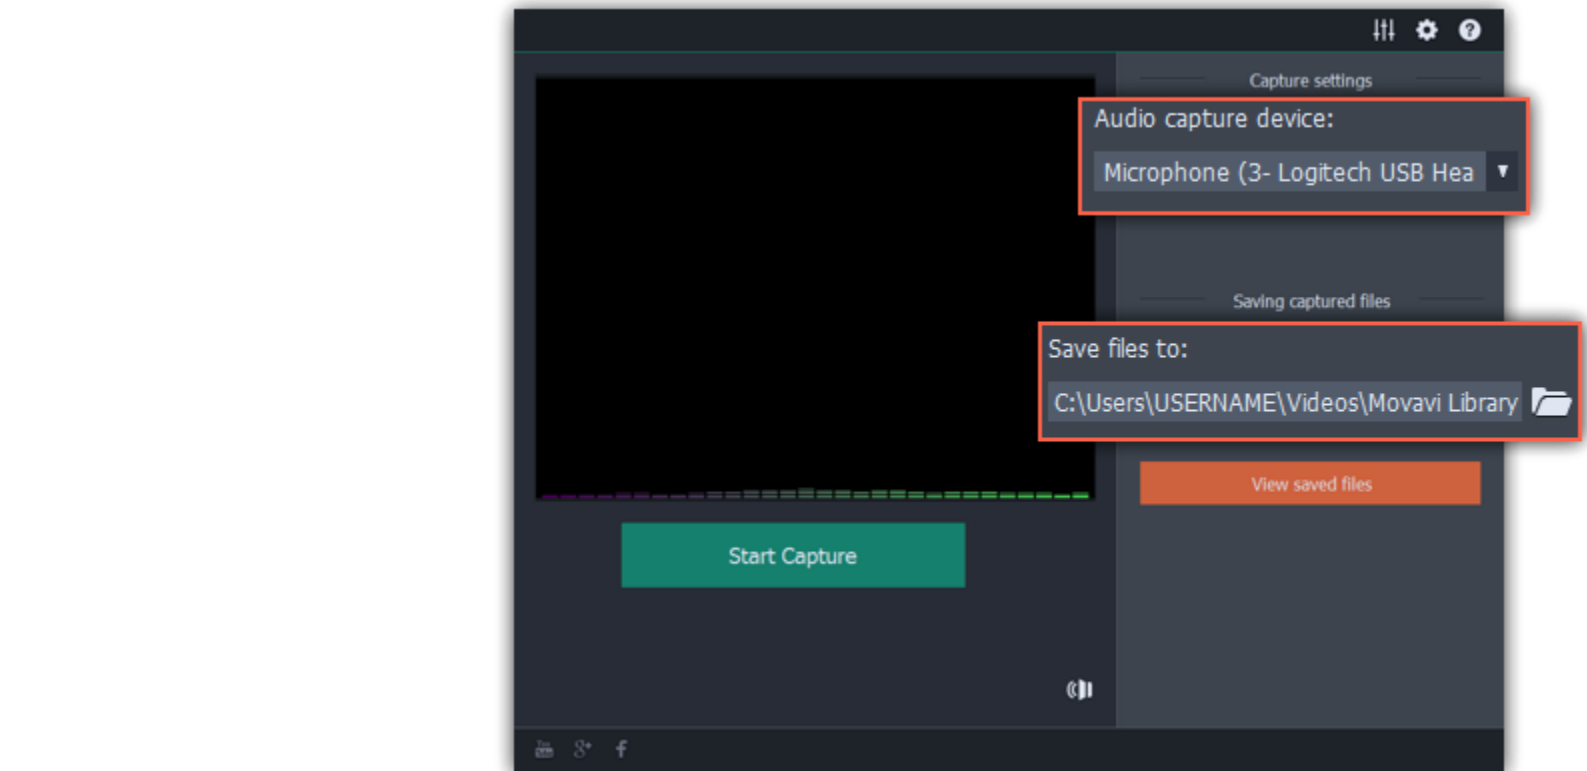 Capture settings
Audio capture device:
Microphone (3- Logitech USB Hea
Saving captured files
Save files to:
C:\Users\USERNAME\Videos\Movavi Library
View saved files
Start Capture